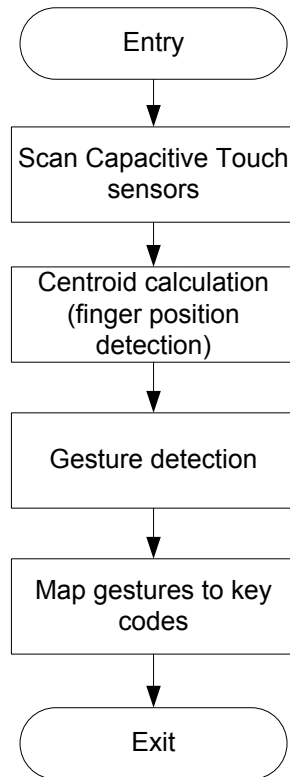 Entry
Scan Capacitive Touch
sensors
Centroid calculation
(finger position
detection)
Gesture detection
Map gestures to key
codes
Exit